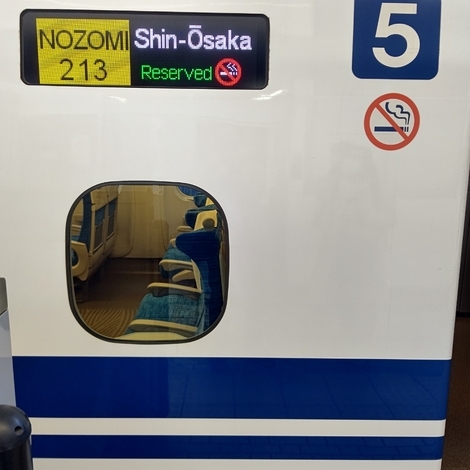 NOZOMI Shin-Ōsaka
213 Reserved
5